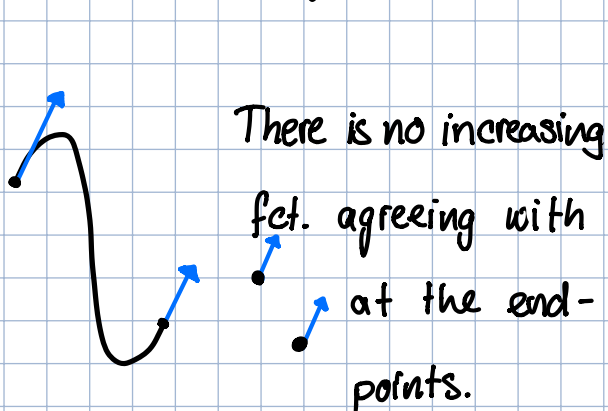 There is no increasing
fct. agreeing with
at the end-
points.